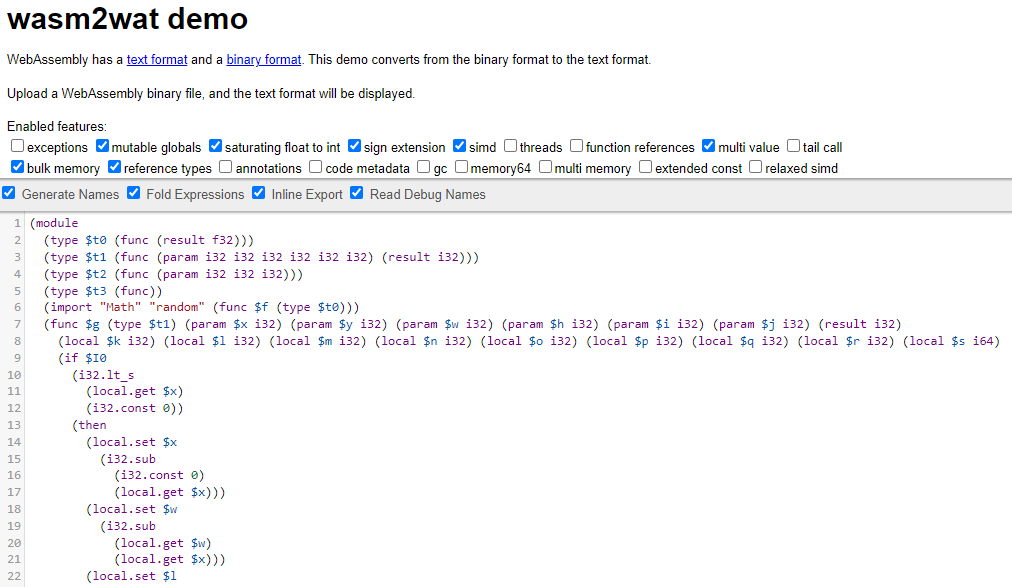 wasm2wat demo
WebAssembly has a text format and a binary format. This demo converts from the binary format to the text format.
Upload a WebAssembly binary file, and the text format will be displayed.
Enabled features:
exceptions mutable globals saturating float to int sign extension simd threads function references multi value tail call
bulk memory reference types annotations code metadata gc memory64 multi memory extended const relaxed simd
Generate Names Fold Expressions Inline Export Read Debug Names
1 (module
2 (type $t0 (func (result f32)))
3 (type $t1 (func (param i32 i32 i32 i32 i32 i32) (result i32)))
4 (type $t2 (func (param i32 i32 i32)))
5 (type $t3 (func))
6 (import "Math" "random" (func $f (type $t0)))
7 (func $g (type $t1) (param $x i32) (param $y i32) (param $w i32) (param $h i32) (param $i i32) (param $j i32) (result i32)
8 (local $k i32) (local $l i32) (local $m i32) (local $n i32) (local $o i32) (local $p i32) (local $q i32) (local $r i32) (local $s i64)
9 (if $I0
10 (i32.lt_s
11 (local.get $x)
12 (i32.const 0))
13 (then
14 (local.set $x
15 (i32.sub
16 (i32.const 0)
17 (local.get $x)))
18 (local.set $w
19 (i32.sub
20 (local.get $w)
21 (local.get $x)))
22 (local.set $l